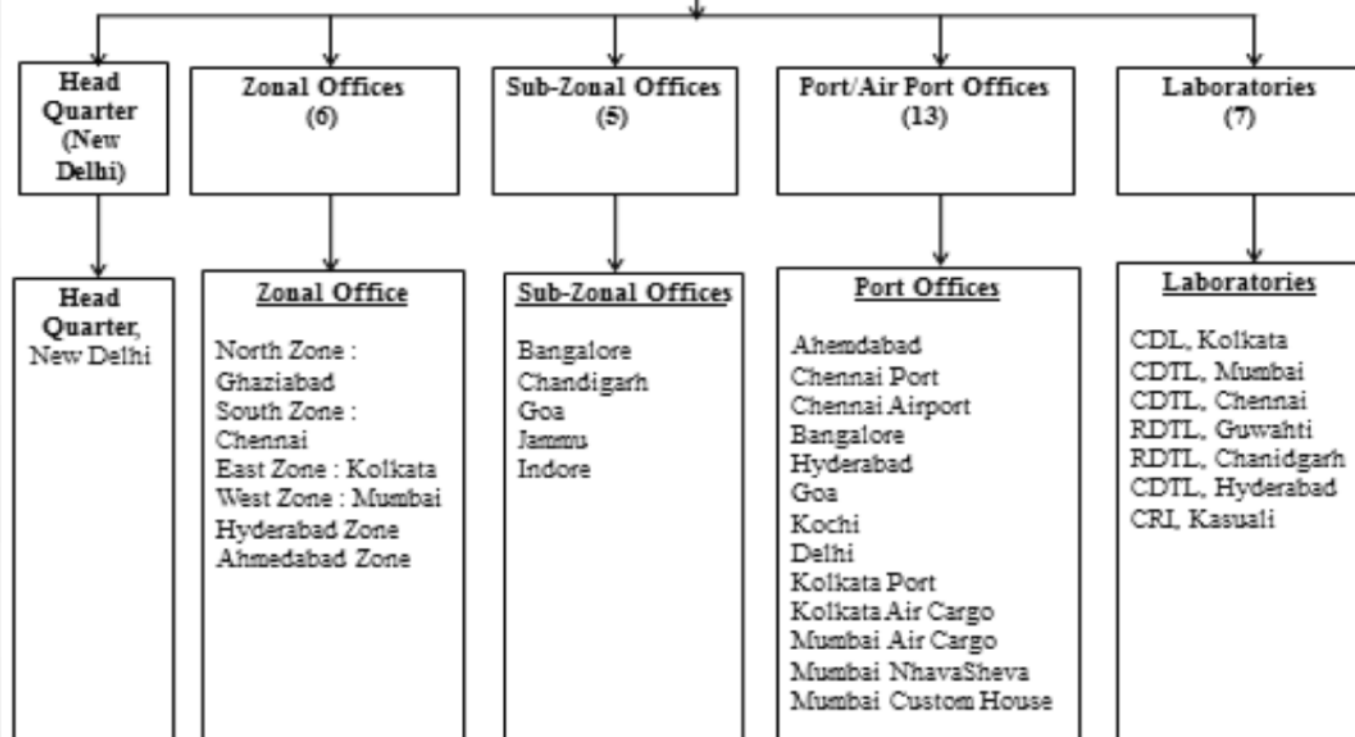 Head
Quarter
(New
Delhi)
Zonal Offices
(6)
Sub-Zonal Offices
(5)
Port/Air Port Offices
(13)
Laboratories
(7)
Head
Quarter,
New Delhi
Zonal Office
North Zone :
Ghaziabad
South Zone :
Chennai
East Zone : Kolkata
West Zone : Mumbai
Hyderabad Zone
Ahmedabad Zone
Sub-Zonal Offices
Bangalore
Chandigarh
Goa
Jammu
Indore
Port Offices
Ahemdabad
Chennai Port
Chennai Airport
Bangalore
Hyderabad
Goa
Kochi
Delhi
Kolkata Port
Kolkata Air Cargo
Mumbai Air Cargo
Mumbai NhavaSheva
Mumbai Custom House
Laboratories
CDL, Kolkata
CDTL, Mumbai
CDTL, Chennai
RDTL, Guwahti
RDTL, Chanidgarh
CDTL, Hyderabad
CRI, Kasuali